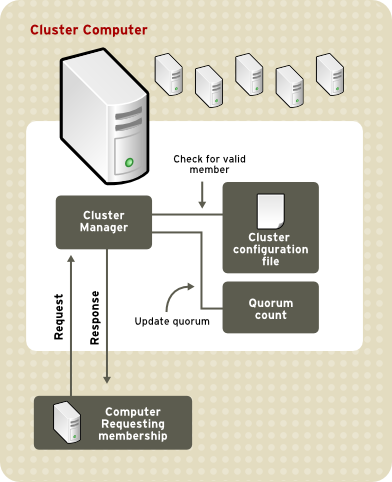 Cluster Computer
Check for valid
member
Cluster
Manager
Cluster
configuration
file
Quorum
count
Update quorum
Request
Response
Computer
Requesting
membership